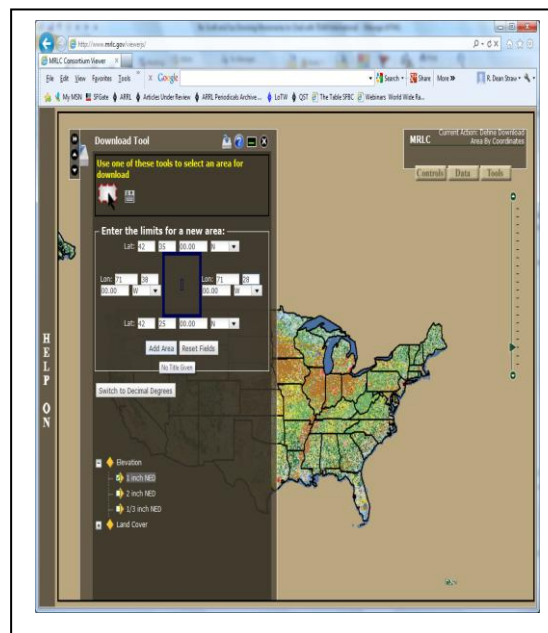 http://www.mrlc.gov/viewerjs/
MRLC Consortium Viewer
File Edit View Favorites Tools Help
x Google
Search Share More »
R. Dean Straw
My MSN SFGate ARRL Articles Under Review ARRL Periodicals Archive... LoTW QST The Table SFBC Webinars World Wide Ra...
Download Tool
Use one of these tools to select an area for
download
Enter the limits for a new area:
Lat: 42 35 00.00 N
Lon: 71 38
00.00 W
Lon: 71 28
00.00 W
Lat: 42 25 00.00 N
Add Area Reset Fields
No Title Given
Switch to Decimal Degrees
Elevation
1 inch NED
2 inch NED
1/3 inch NED
Land Cover
MRLC
Current Action: Define Download
Area By Coordinates
Controls Data Tools
HELP ON